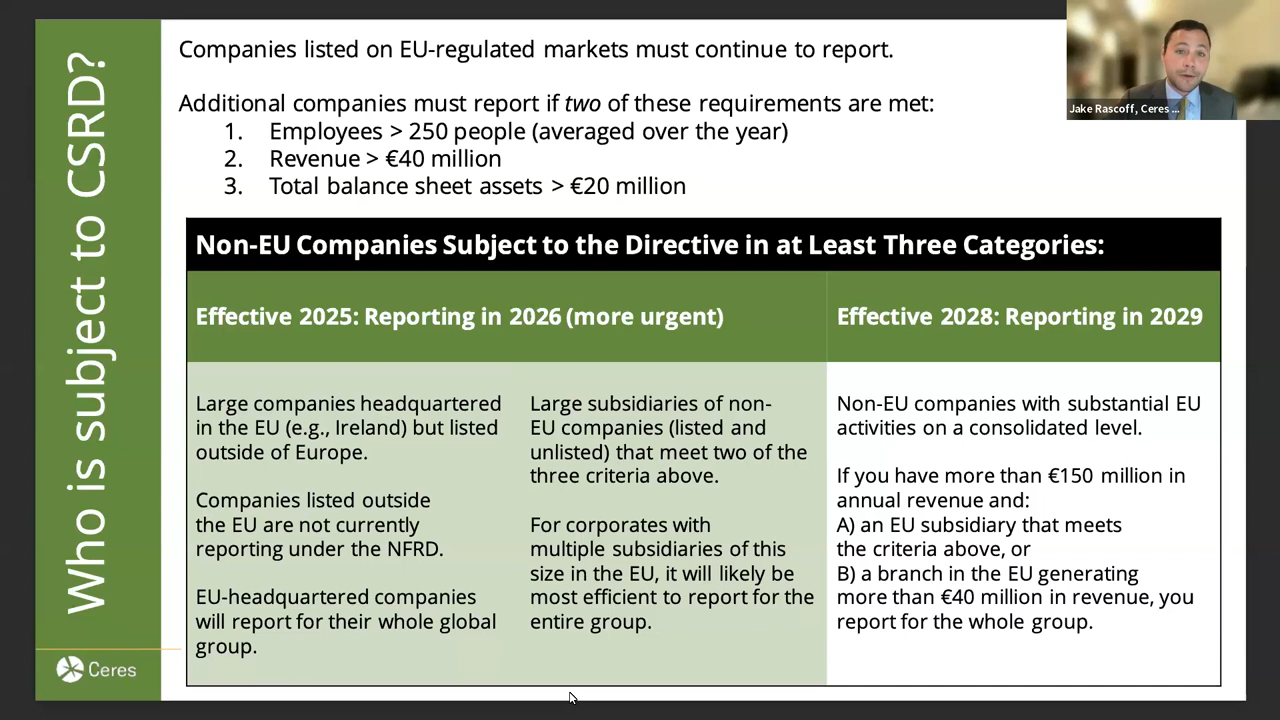 Who is subject to CSRD?
Companies listed on EU-regulated markets must continue to report.
Additional companies must report if two of these requirements are met:
1. Employees > 250 people (averaged over the year)
2. Revenue > €40 million
3. Total balance sheet assets > €20 million
Jake Rascoff, Ceres ...
Non-EU Companies Subject to the Directive in at Least Three Categories:
Effective 2025: Reporting in 2026 (more urgent)
Effective 2028: Reporting in 2029
Large companies headquartered
in the EU (e.g., Ireland) but listed
outside of Europe.
Companies listed outside
the EU are not currently
reporting under the NFRD.
EU-headquartered companies
will report for their whole global
group.
Large subsidiaries of non-
EU companies (listed and
unlisted) that meet two of the
three criteria above.
For corporates with
multiple subsidiaries of this
size in the EU, it will likely be
most efficient to report for the
entire group.
Non-EU companies with substantial EU
activities on a consolidated level.
If you have more than €150 million in
annual revenue and:
A) an EU subsidiary that meets
the criteria above, or
B) a branch in the EU generating
more than €40 million in revenue, you
report for the whole group.
Ceres